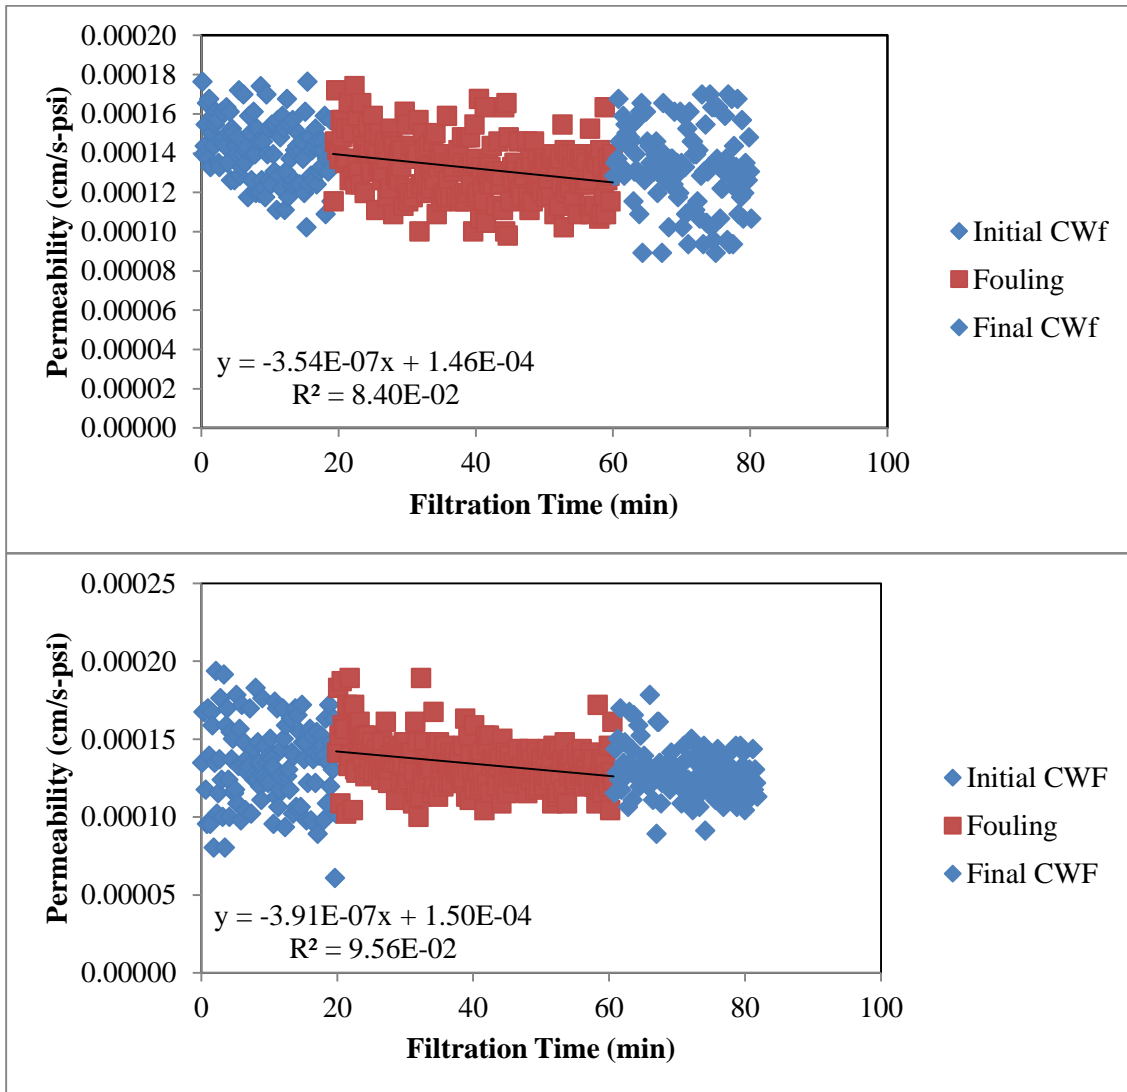 0.00020
0.00018
0.00016
0.00014
0.00012
0.00010
0.00008
0.00006
0.00004
0.00002
0.00000
Permeability (cm/s-psi)
y = -3.54E-07x + 1.46E-04
R² = 8.40E-02
0 20 40 60 80 100
Filtration Time (min)
Initial CWf
Fouling
Final CWf
0.00025
0.00020
0.00015
0.00010
0.00005
0.00000
Permeability (cm/s-psi)
y = -3.91E-07x + 1.50E-04
R² = 9.56E-02
0 20 40 60 80 100
Filtration Time (min)
Initial CWF
Fouling
Final CWF